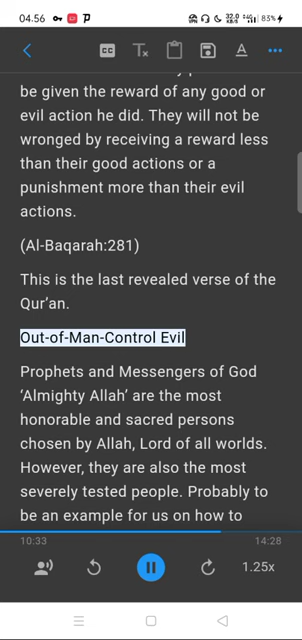 04.56
32.0
KB/S
83%
CC
be given the reward of any good or
evil action he did. They will not be
wronged by receiving a reward less
than their good actions or a
punishment more than their evil
actions.
(Al-Baqarah:281)
This is the last revealed verse of the
Qur’an.
Out-of-Man-Control Evil
Prophets and Messengers of God
‘Almighty Allah’ are the most
honorable and sacred persons
chosen by Allah, Lord of all worlds.
However, they are also the most
severely tested people. Probably to
be an example for us on how to
10:33 14:28
1.25x